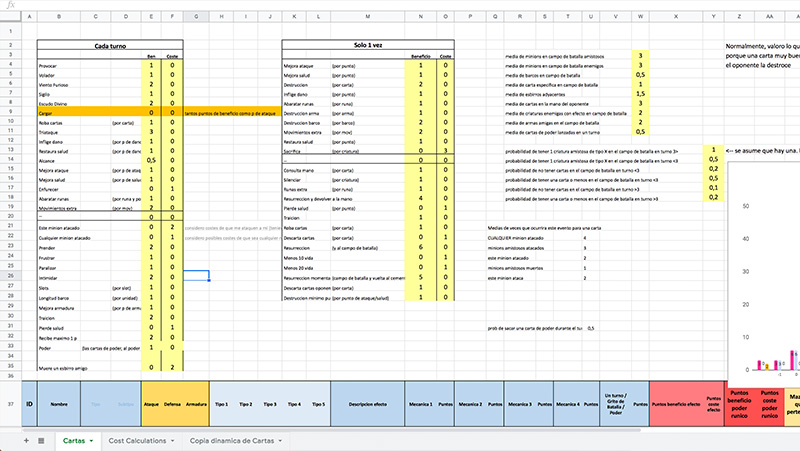 fx
A B C D E F G H I J K L M N O P Q R S T U V W X Y Z AA
Cada turno
Ben Coste
Provocar 1 0
Volador 1 0
Viento Furioso 2 0
Sigilo 1 0
Escudo Divino 2 0
Cargar 0 0 tantos puntos de beneficio como p de ataque
Roba cartas (por carta) 1 0
Triataque 3 0
Inflige dano (por p de dano 1 0
Restaura salud (por p de dano 1 0
Alcance 0,5 0
Mejora ataque (por p de ataq 1 0
Mejora salud (por p de salud 1 0
Enfurecer 0 1
Abaratar runas (por runa y po 1 0
Movimientos extra (por mov) 2 0
-- 0 0
Este minion atacado 0 2 considero costes de que me ataquen a mi
Cualquier minion atacado 0 1 considero posibles costes de que sea cualquier
Prender 2 0
Frustrar 1 0
Paralizar 1 0
Intimidar 2 0
Slots (por slot) 1 0
Longitud barco (por unidad) 1 0
Mejora armadura (por p de arma 1 0
Traicion 2 0
Pierde salud 0 1
Recibe maximo 1 p 2 0
Poder (las cartas de poder, al poder 1 0
0 0
Muere un esbirro amigo 0 2
Solo 1 vez
Beneficio Coste
Mejora ataque (por punto) 1 0
Mejora salud (por punto) 1 0
Destruccion (por carta) 2 0
Inflige dano (por punto) 1 0
Abaratar runas (por runo) 1 0
Destruccion arma (por arma) 1 0
Destruccion barco (por barco) 2 0
Movimientos extra (por mov) 2 0
Restaura salud (por punto) 1 0
Sacrifica (por criatura) 0 3
-- 0 0
Consulta mano (por carta) 1 0
Silenciar (por criatura) 1 0
Runas extra (por runo) 1 0
Resurreccion y devolver a la mano 4 0
Pierde salud (por punto) 0 1
Traicion 1 0
Roba cartas (por carta) 1 0
Descarta cartas (por carta) 0 1
Resurreccion (y al campo de batalla) 6 0
Menos 10 vida 0 1
Menos 20 vida 0 1
Resurreccion momenta (campo de batalla y vuelta al cemen 5 0
Descartar cartas oponen (por carta) 1 0
Destruccion minimo pu (por punto de ataque/salud) 1 0
media de minions en campo de batalla amistosos 3
media de minions en campo de batalla enemigos 3
media de barcos en campo de batalla 0,5
media de carta especifica en campo de batalla 1
media de esbirros adyacentes 1,5
media de cartas en la mano del oponente 3
media de criaturas enemigas con efecto en campo de batalla 2
media de armas amigas en campo de batalla 2
media de cartas de poder lanzadas en un turno 0,5
probabilidad de tener 1 criatura amistosa de tipo X en el campo de batalla en turno 3+ 1
probabilidad de tener 1 criatura amistosa de tipo X en el campo de batalla en turno <3 0,5
probabilidad de no tener cartas en el campo de batalla en turno <3 0,2
probabilidad de tener una carta o menos en el campo de batalla en turno <3 0,5
probabilidad de no tener cartas en el campo de batalla en turno >3 0,1
probabilidad de tener una carta o menos en el campo de batalla en turno >3 0,2
Medias de veces que ocurrira este evento para una carta
CUALQUIER minion atacado 4
minions amistosos atacados 3
este minion atacado 2
minions amistosos muertos 1
este minion ataca 2
prob de sacar una carta de poder durante el tu 0,5
Normalmente, valoro lo qu
porque una carta muy buen
el oponente la destroce
<-- se asume que hay una.
50
40
30
20
10
0
ID Nombre Tipo Subtipo Ataque Defensa Armadura Tipo 1 Tipo 2 Tipo 3 Tipo 4 Tipo 5 Descripcion efecto Mecanica 1 Puntos Mecanica 2 Puntos Mecanica 3 Puntos Mecanica 4 Puntos Un turno / Grito de Batalla / Poder Puntos Puntos beneficio efecto Puntos coste efecto Puntos beneficio poder runico Puntos coste poder runico
Cartas Cost Calculations Copia dinamica de Cartas